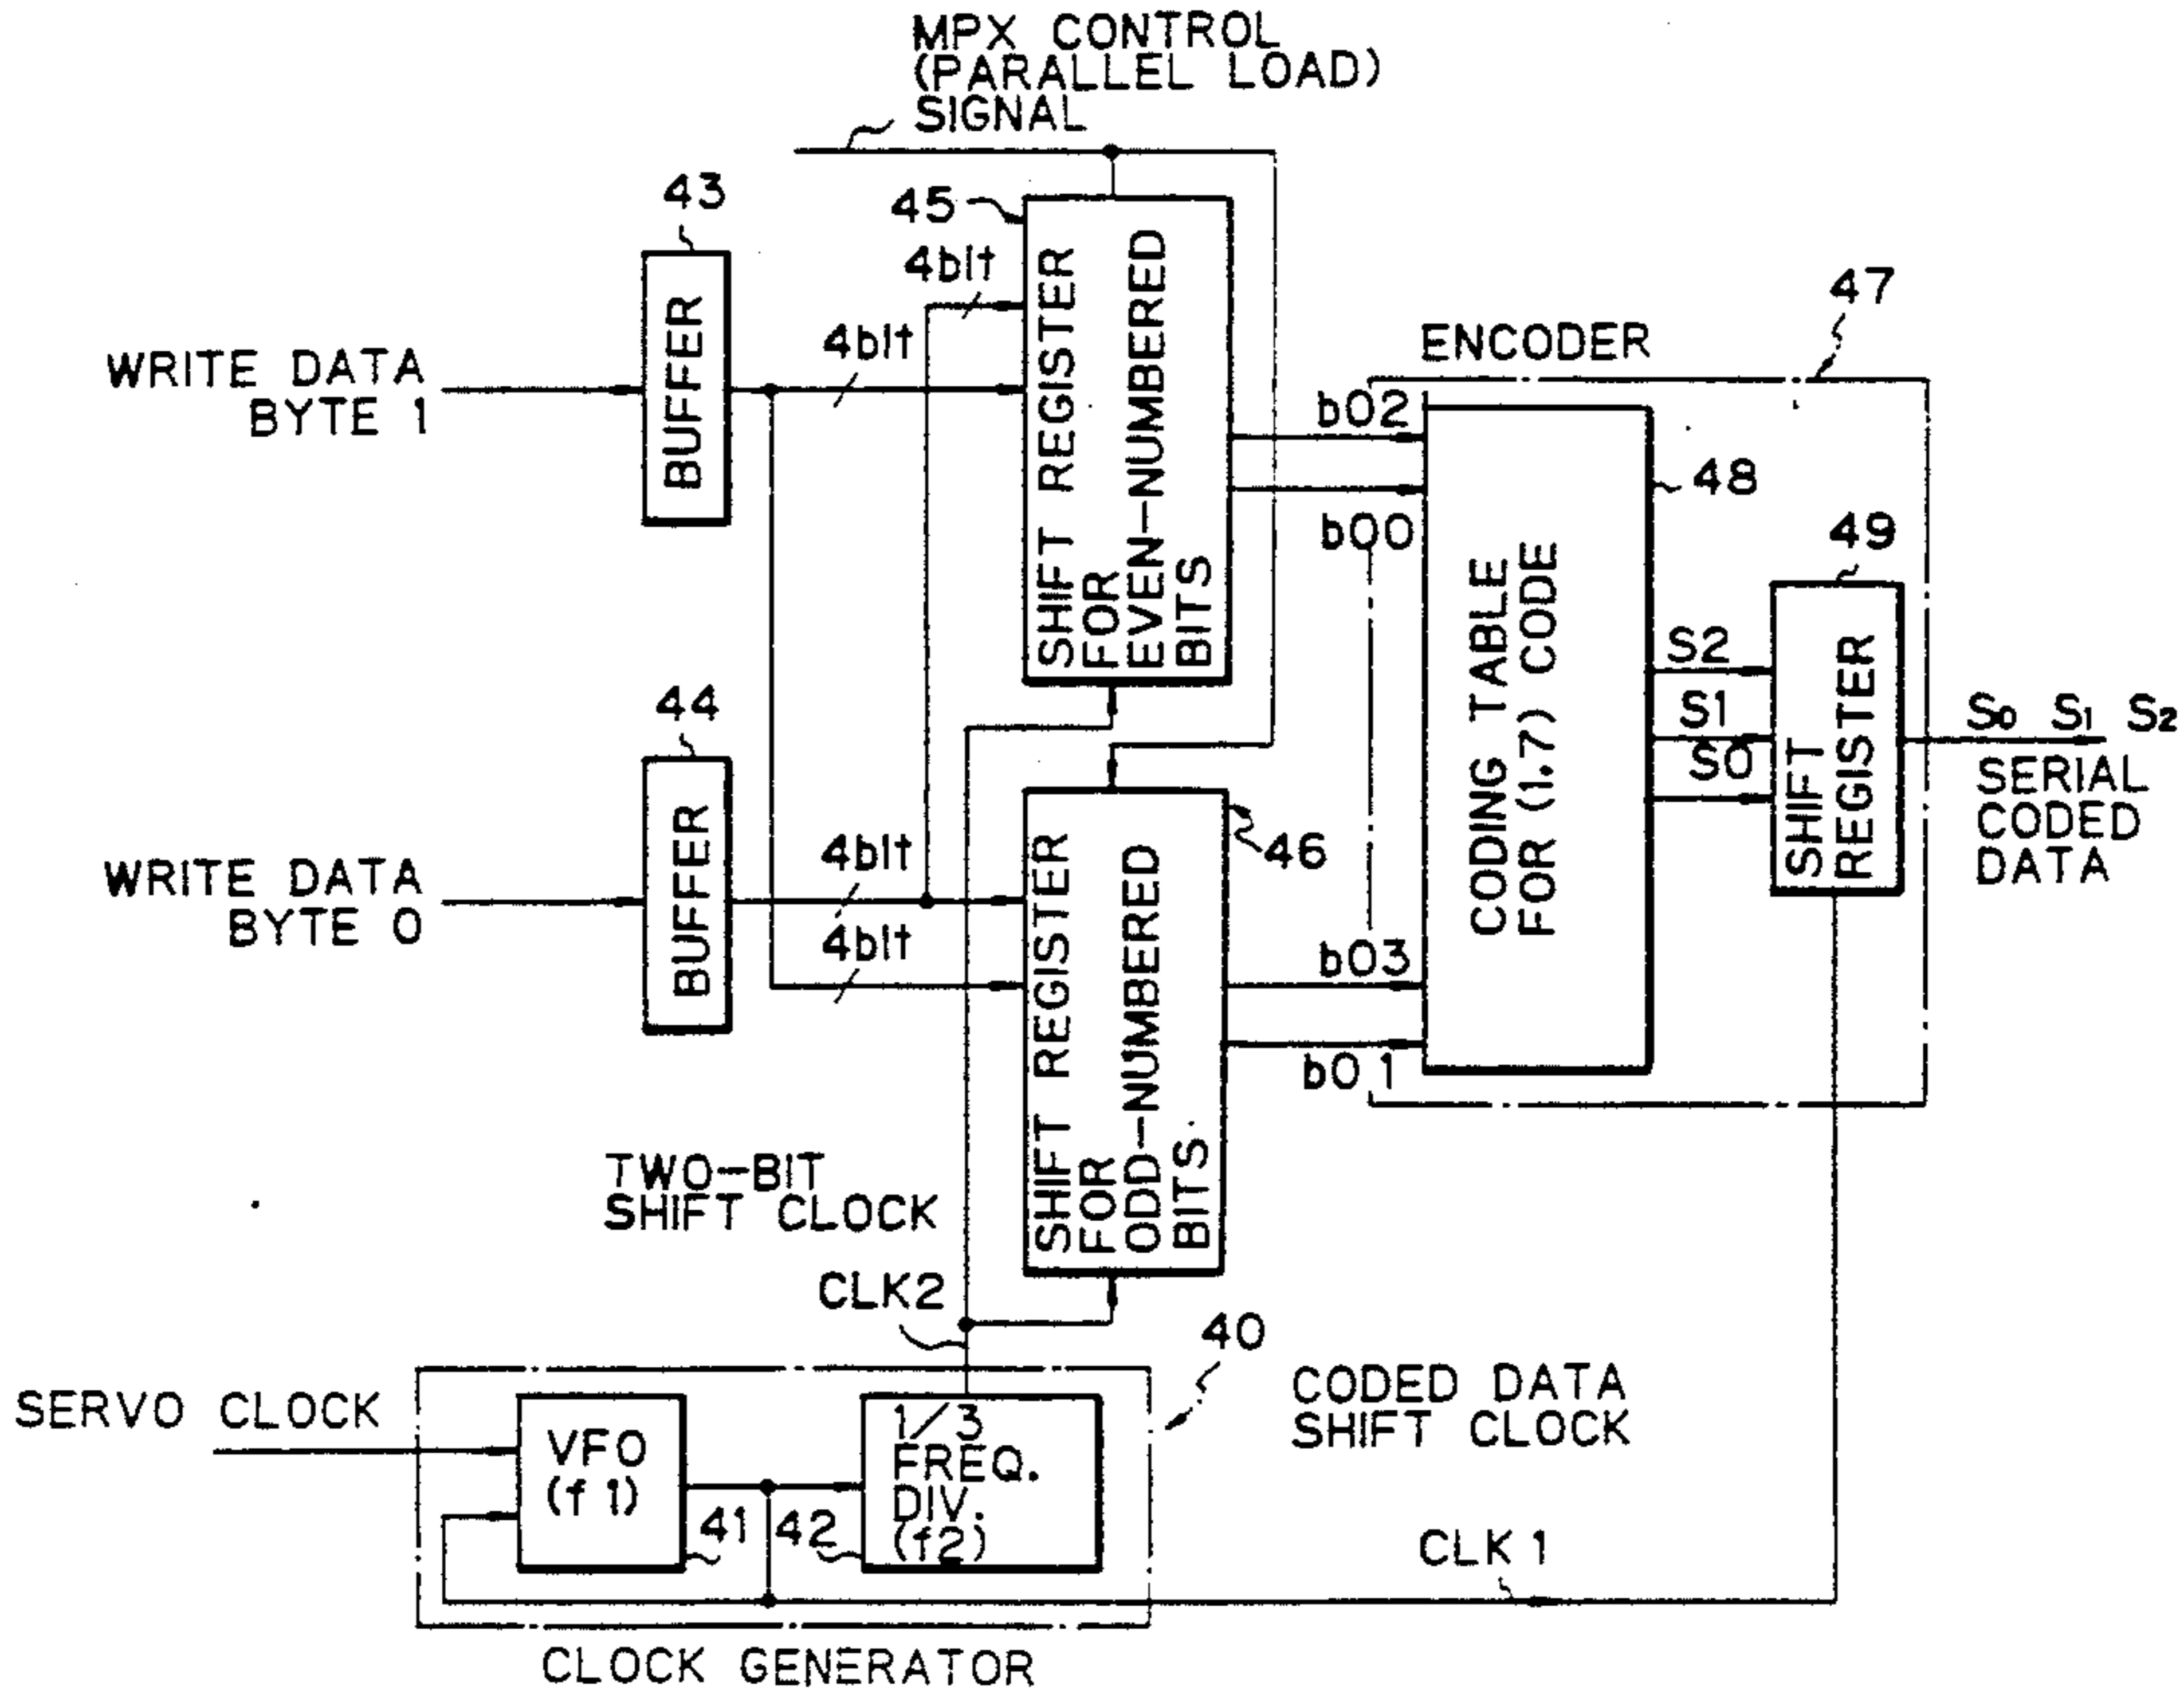 MPX CONTROL
(PARALLEL LOAD)
SIGNAL
43
45
4bit
SHIFT REGISTER
FOR
EVEN-NUMBERED
BITS
47
ENCODER
4bit
WRITE DATA
BYTE 1
BUFFER
b02
b00
48
49
CODING TABLE
FOR (1.7) CODE
S2
S1
S0
SHIFT
REGISTER
S0 S1 S2
SERIAL
CODED
DATA
44
BUFFER
WRITE DATA
BYTE 0
4bit
4bit
46
SHIFT REGISTER
FOR
ODD-NUMBERED
BITS
b03
b01
TWO-BIT
SHIFT CLOCK
CLK2
40
SERVO CLOCK
VFO
(f1)
41
42
1/3
FREQ.
DIV.
(f2)
CODED DATA
SHIFT CLOCK
CLK1
CLOCK GENERATOR